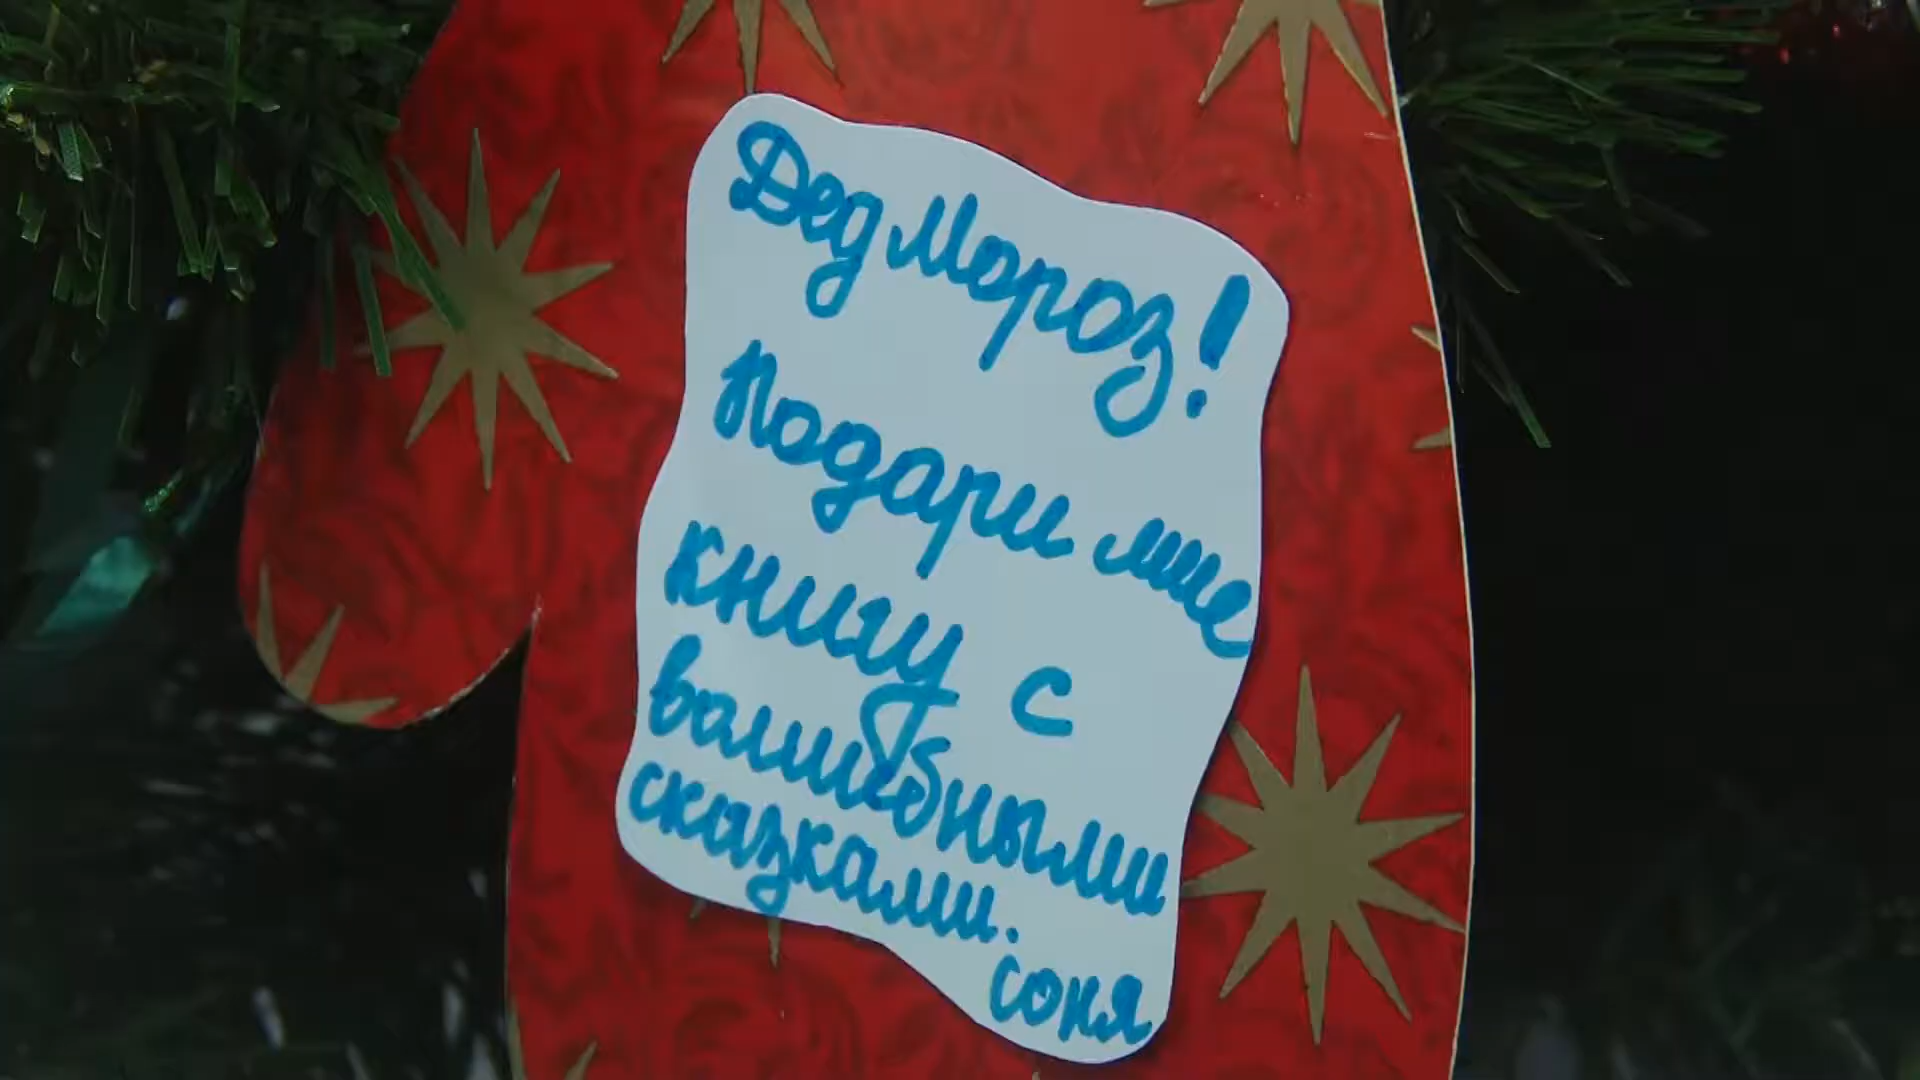 Дед Мороз!
Подари мне
книгу с
волшебными
сказками.
Соня